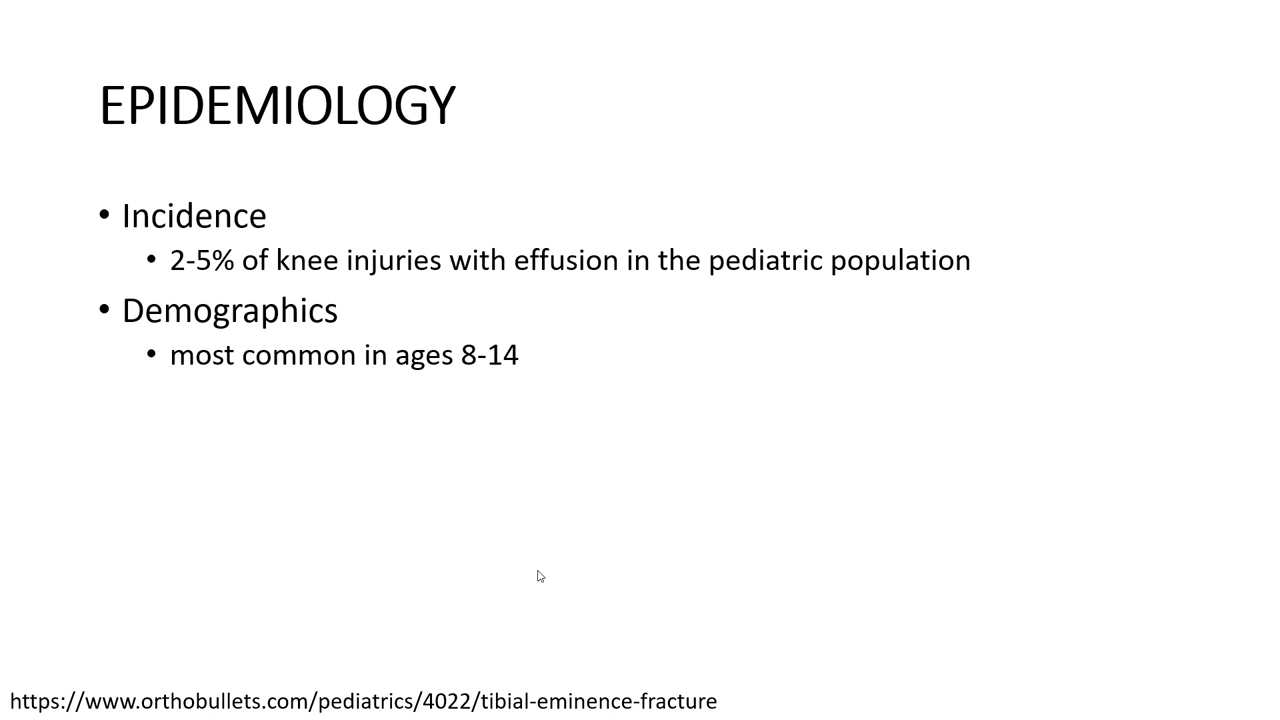 EPIDEMIOLOGY
• Incidence
• 2-5% of knee injuries with effusion in the pediatric population
• Demographics
• most common in ages 8-14
https://www.orthobullets.com/pediatrics/4022/tibial-eminence-fracture